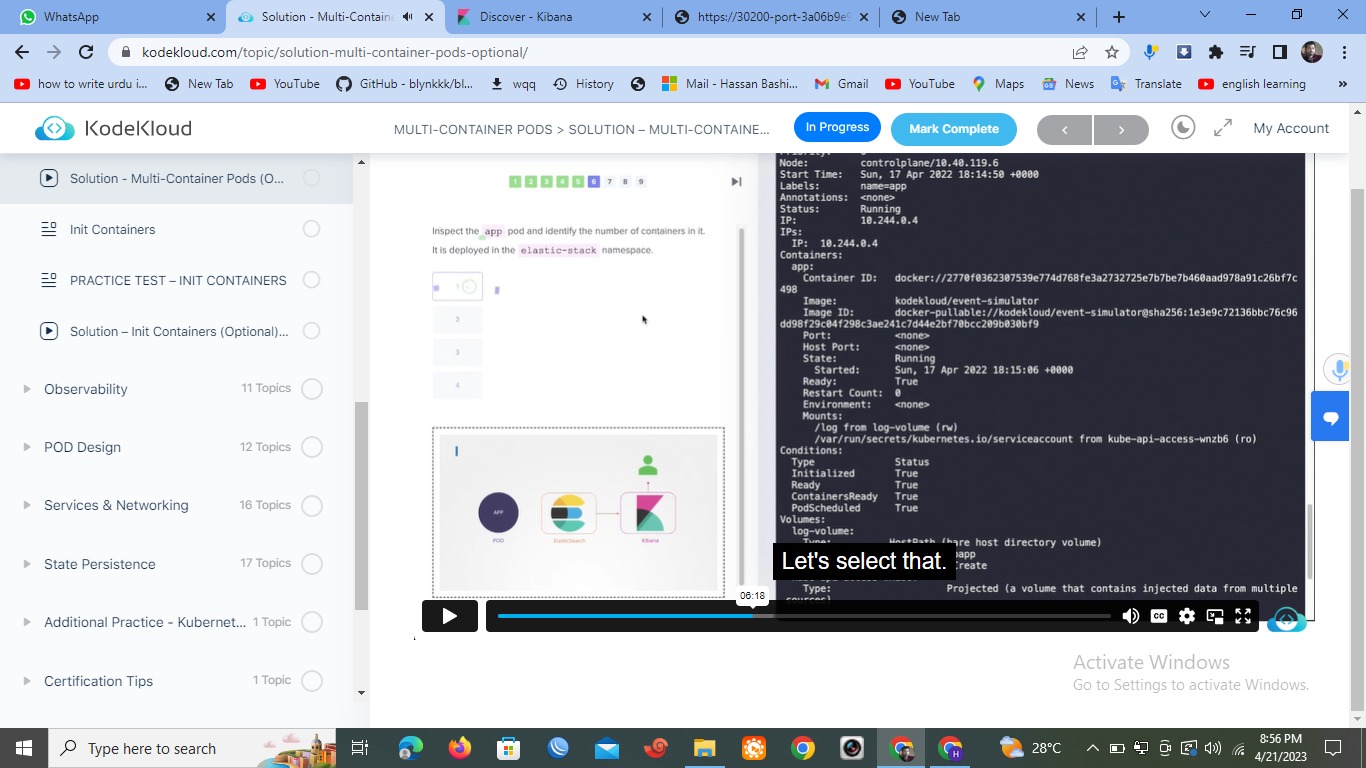 WhatsApp
Solution - Multi-Containe
Discover - Kibana
https://30200-port-3a06b9e9
New Tab
kodekloud.com/topic/solution-multi-container-pods-optional/
how to write urdu i...
New Tab
YouTube
GitHub - blynkkk/bl...
wqq
History
Mail - Hassan Bashi...
Gmail
YouTube
Maps
News
Translate
english learning
KodeKloud
MULTI-CONTAINER PODS > SOLUTION – MULTI-CONTAINE...
In Progress
Mark Complete
My Account
Solution - Multi-Container Pods (O...
Init Containers
PRACTICE TEST – INIT CONTAINERS
Solution – Init Containers (Optional)...
Observability 11 Topics
POD Design 12 Topics
Services & Networking 16 Topics
State Persistence 17 Topics
Additional Practice - Kubernet... 1 Topic
Certification Tips 1 Topic
1 2 3 4 5 6 7 8 9
Inspect the app pod and identify the number of containers in it.
It is deployed in the elastic-stack namespace.
1
2
3
4
APP
POD
ElasticSearch
Kibana
Node: controlplane/10.40.119.6
Start Time: Sun, 17 Apr 2022 18:14:50 +0000
Labels: name=app
Annotations: <none>
Status: Running
IP: 10.244.0.4
IPs:
IP: 10.244.0.4
Containers:
app:
Container ID: docker://2770f0362307539e774d768fe3a2732725e7b7be7b460aad978a91c26bf7c
498
Image: kodekloud/event-simulator
Image ID: docker-pullable://kodekloud/event-simulator@sha256:1e3e9c72136bbc76c96
dd98f29c04f298c3ae241c7d44e2bf70bcc209b030bf9
Port: <none>
Host Port: <none>
State: Running
Started: Sun, 17 Apr 2022 18:15:06 +0000
Ready: True
Restart Count: 0
Environment: <none>
Mounts:
/log from log-volume (rw)
/var/run/secrets/kubernetes.io/serviceaccount from kube-api-access-wnzb6 (ro)
Conditions:
Type Status
Initialized True
Ready True
ContainersReady True
PodScheduled True
Volumes:
log-volume:
Type: HostPath (bare host directory volume)
Let's select that.
Type: Projected (a volume that contains injected data from multiple
sources)
06:18
CC
Activate Windows
Go to Settings to activate Windows.
Type here to search
28°C
8:56 PM
4/21/2023